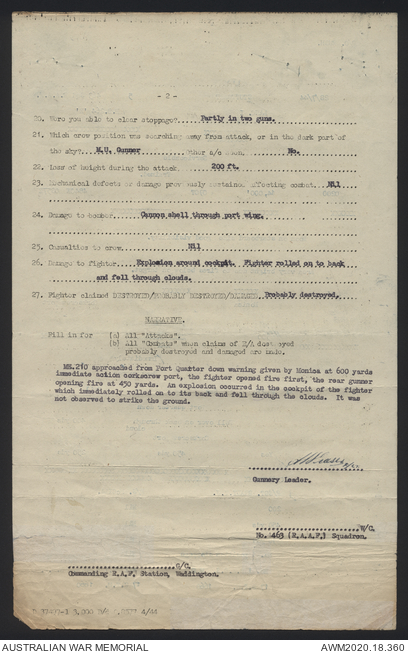 - 2 -
20. Were you able to clear stoppage? Partly in two guns.
21. Which crew position was searching away from attack, or in the dark part of
the sky? M.U. Gunner Other a/c seen. No.
22. Loss of height during the attack. 200 ft.
23. Mechanical defects or damage previously sustained effecting combat. Nil
24. Damage to bomber. Cannon shell through port wing.
25. Casualties to crew. Nil
26. Damage to fighter. Explosion around cockpit. Fighter rolled on to back
and fell through clouds.
27. Fighter claimed DESTROYED/PROBABLY DESTROYED/DAMAGED Probably destroyed.
NARRATIVE.
Fill in for (a) All "Attacks".
(b) All "Combats" when claims of E/A destroyed
probably destroyed and damaged are made.
ME.210 approached from Port Quarter down warning given by Monica at 600 yards
immediate action corkscrew port, the fighter opened fire first, the rear gunner
opening fire at 450 yards. An explosion occurred in the cockpit of the fighter
which immediately rolled on to its back and fell through the clouds. It was
not observed to strike the ground.
Gunnery Leader.
W/C.
No. 463 (R.A.A.F.) Squadron.
G/C.
Commanding R.A.F. Station, Waddington.
AUSTRALIAN WAR MEMORIAL
AWM2020.18.360